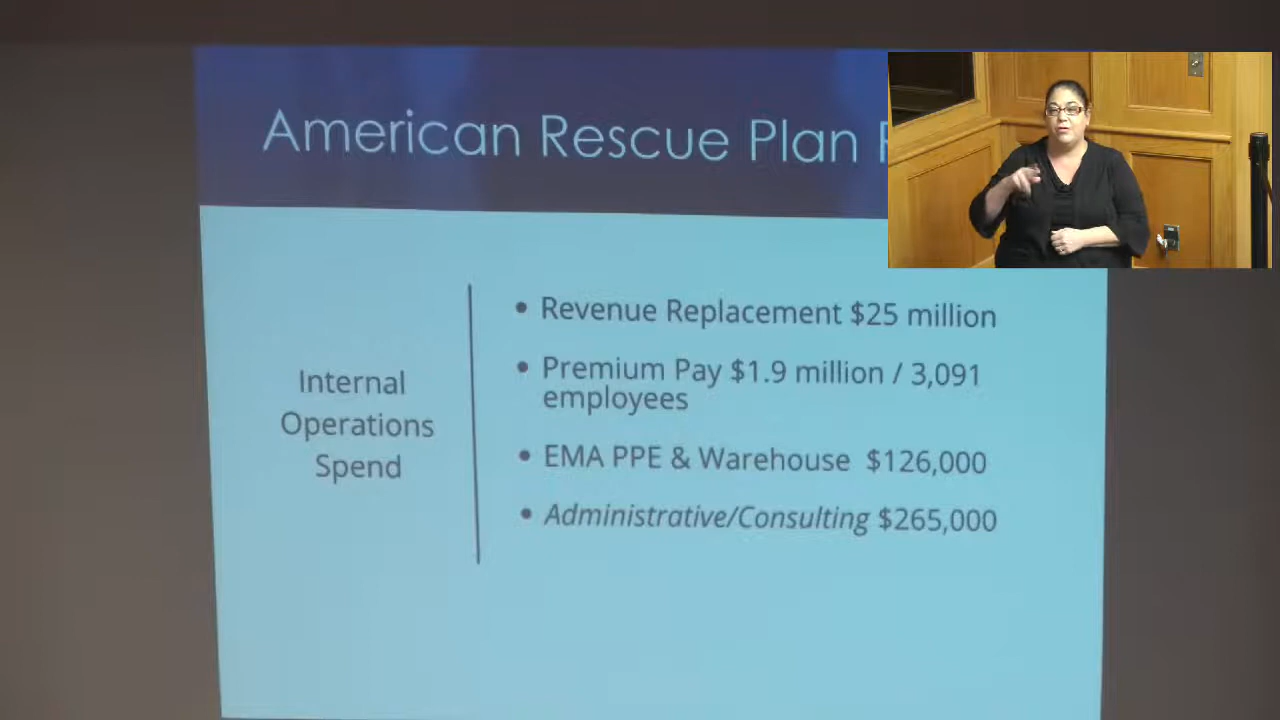 American Rescue Plan
Internal
Operations
Spend
• Revenue Replacement $25 million
• Premium Pay $1.9 million / 3,091
employees
• EMA PPE & Warehouse $126,000
• Administrative/Consulting $265,000